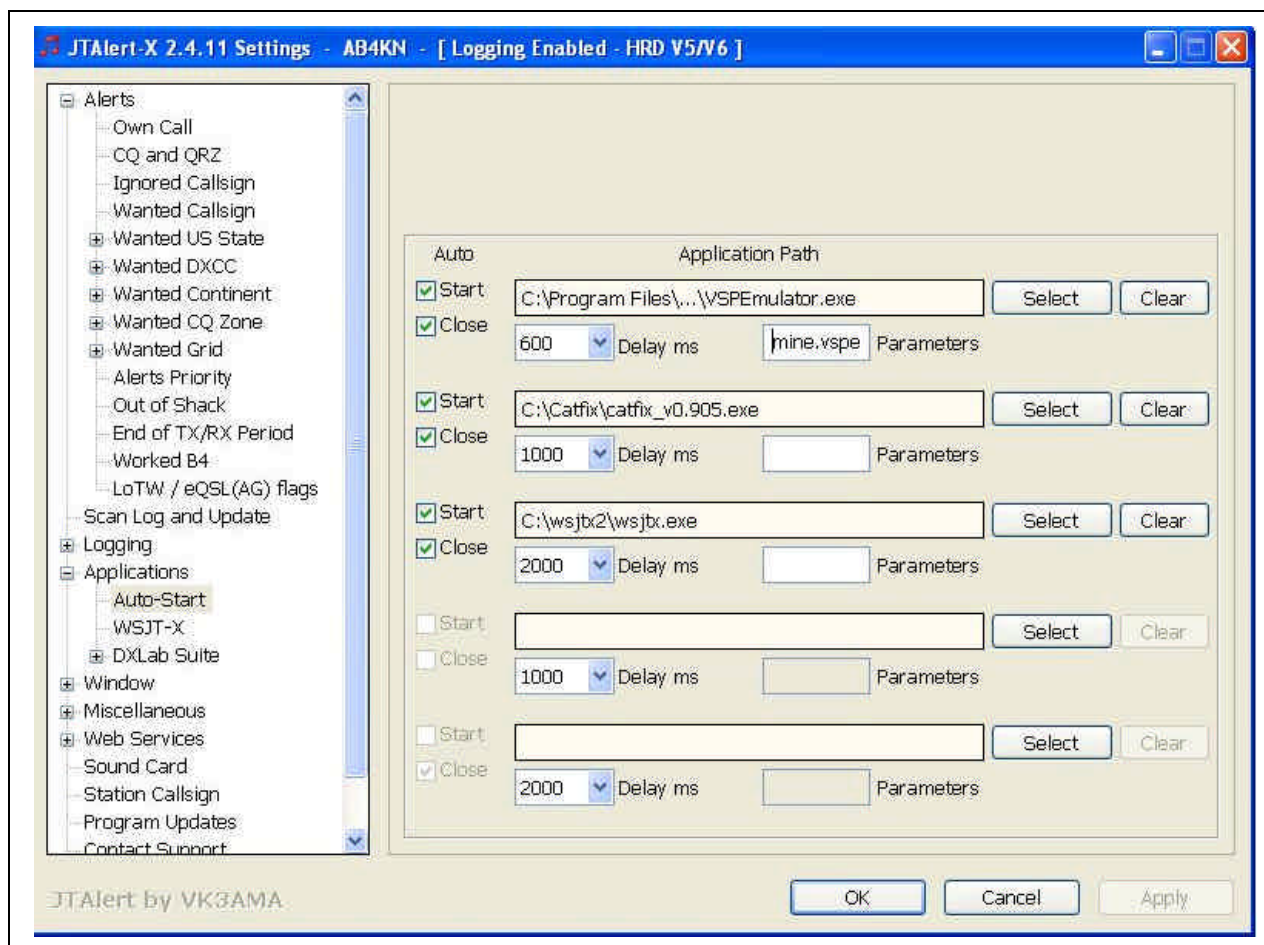 JTAlert-X 2.4.11 Settings - AB4KN - [ Logging Enabled - HRD V5/V6 ]
Alerts
Own Call
CQ and QRZ
Ignored Callsign
Wanted Callsign
Wanted US State
Wanted DXCC
Wanted Continent
Wanted CQ Zone
Wanted Grid
Alerts Priority
Out of Shack
End of TX/RX Period
Worked B4
LoTW / eQSL(AG) flags
Scan Log and Update
Logging
Applications
Auto-Start
WSJT-X
DXLab Suite
Window
Miscellaneous
Web Services
Sound Card
Station Callsign
Program Updates
Contact Support
Auto Application Path
Start C:\Program Files\...\VSPEmulator.exe Select Clear
Close
600 Delay ms mine.vspe Parameters
Start C:\Catfix\catfix_v0.905.exe Select Clear
Close
1000 Delay ms Parameters
Start C:\wsjtx2\wsjtx.exe Select Clear
Close
2000 Delay ms Parameters
Start Select Clear
Close
1000 Delay ms Parameters
Start Select Clear
Close
2000 Delay ms Parameters
JTAlert by VK3AMA OK Cancel Apply